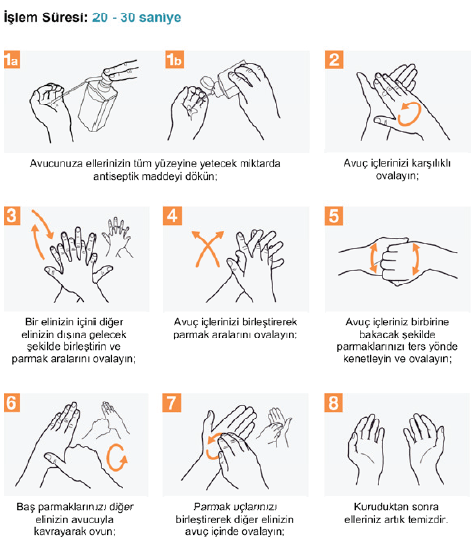 İşlem Süresi: 20 - 30 saniye
1a
1b
2
Avucunuza ellerinizin tüm yüzeyine yetecek miktarda
antiseptik maddeyi dökün;
Avuç içlerinizi karşılıklı
ovalayın;
3
4
5
Bir elinizin içini diğer
elinizin dışına gelecek
şekilde birleştirin ve
parmak aralarını ovalayın;
Avuç içlerinizi birleştirerek
parmak aralarını ovalayın;
Avuç içleriniz birbirine
bakacak şekilde
parmaklarınızı ters yönde
kenetleyin ve ovalayın;
6
7
8
Baş parmaklarınızı diğer
elinizin avucuyla
kavrayarak ovun;
Parmak uçlarınızı
birleştirerek diğer elinizin
avuç içinde ovalayın;
Kuruduktan sonra
elleriniz artık temizdir.